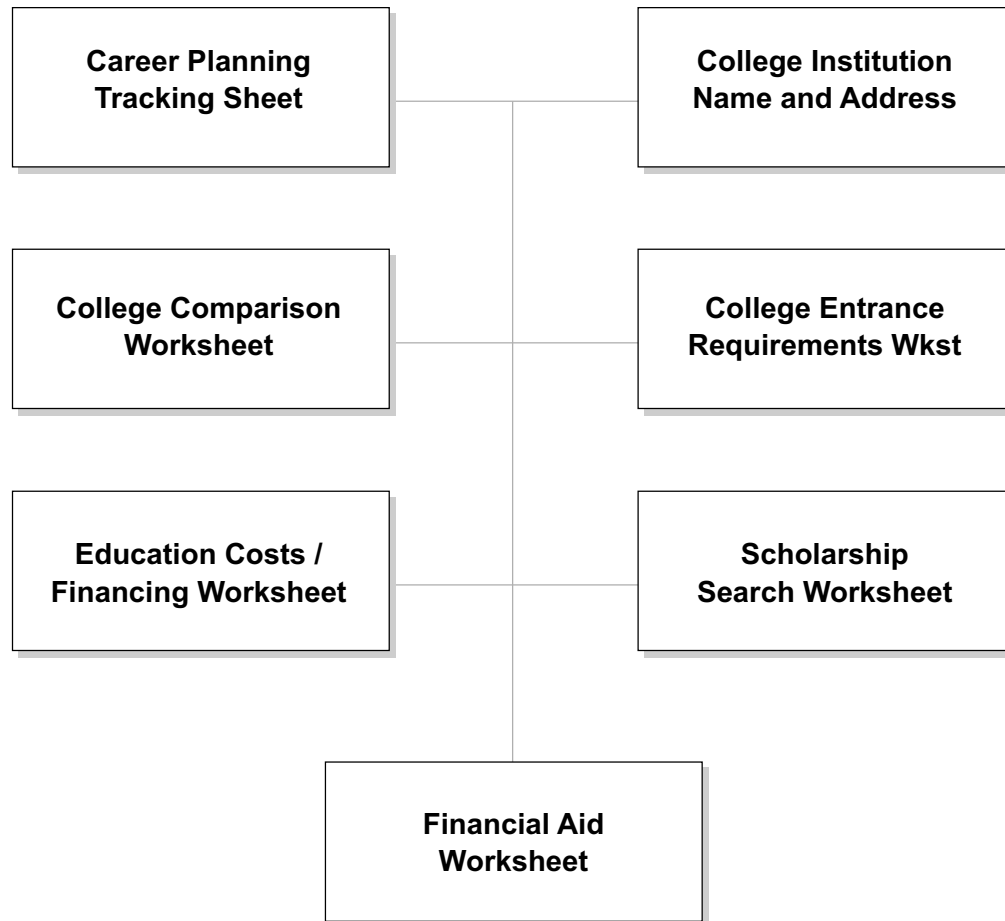 Career Planning
Tracking Sheet
College Institution
Name and Address
College Comparison
Worksheet
College Entrance
Requirements Wkst
Education Costs /
Financing Worksheet
Scholarship
Search Worksheet
Financial Aid
Worksheet